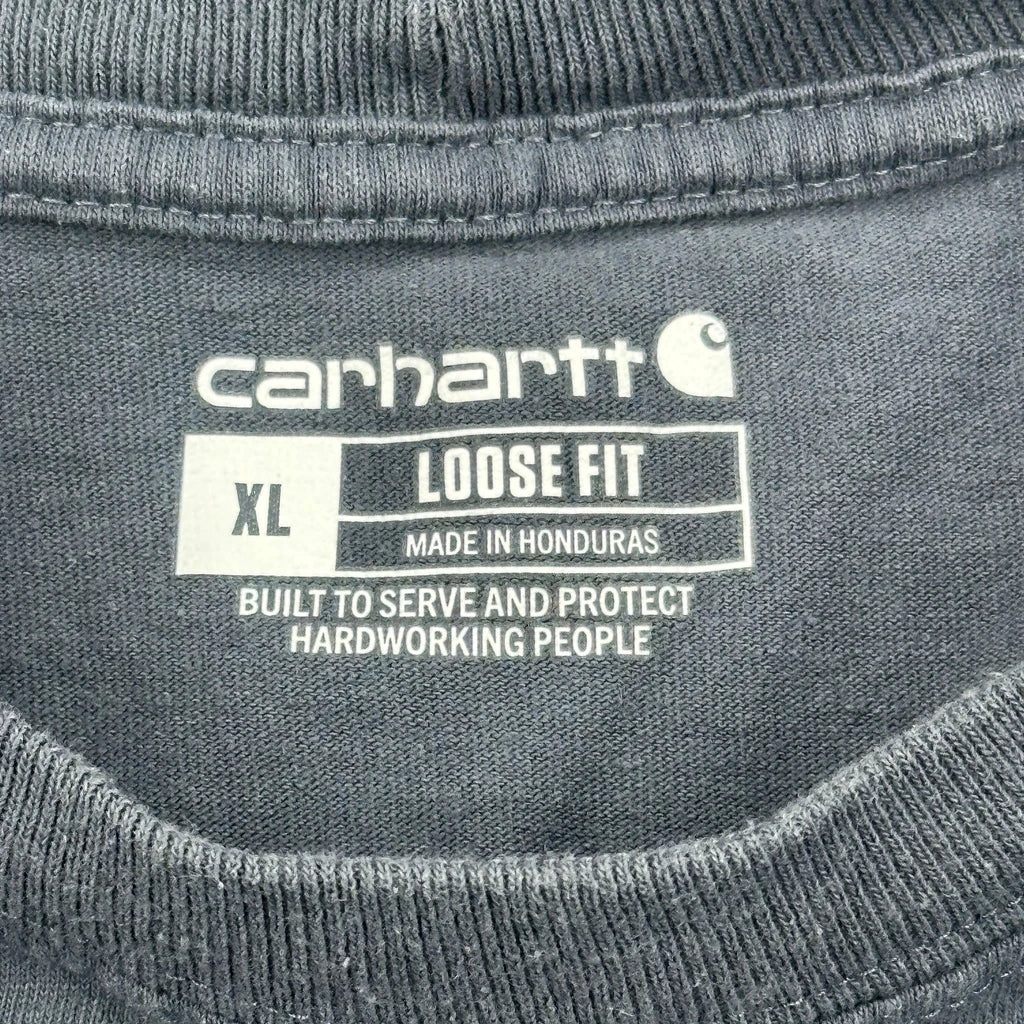 carhartt
XL
LOOSE FIT
MADE IN HONDURAS
BUILT TO SERVE AND PROTECT
HARDWORKING PEOPLE